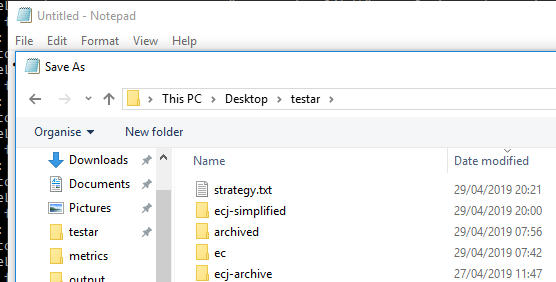 Untitled - Notepad
File Edit Format View Help
Save As
This PC > Desktop > testar >
Organise New folder
Downloads
Documents
Pictures
testar
metrics
output
Name Date modified
strategy.txt 29/04/2019 20:21
ecj-simplified 29/04/2019 20:00
archived 29/04/2019 07:56
ec 29/04/2019 07:42
ecj-archive 27/04/2019 11:47